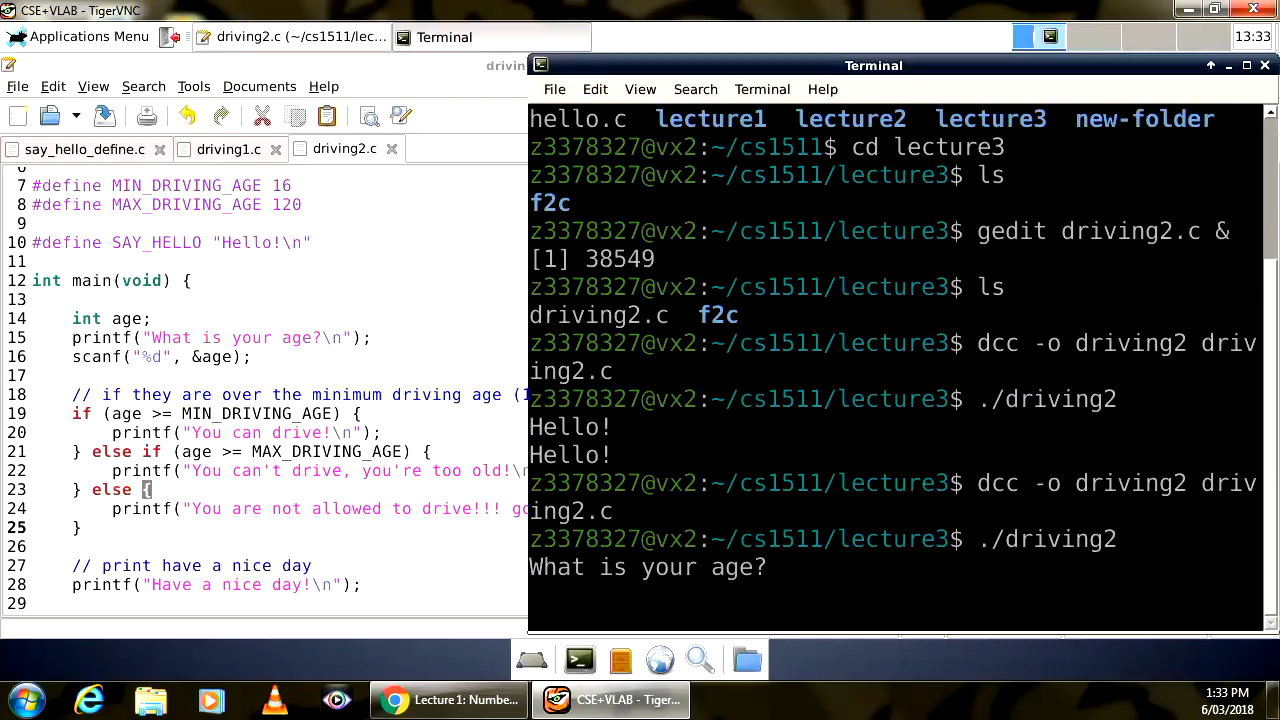 CSE+VLAB - TigerVNC
Applications Menu
driving2.c (~/cs1511/lec...
Terminal
13:33
drivin
File Edit View Search Tools Documents Help
say_hello_define.c
driving1.c
driving2.c
7 #define MIN_DRIVING_AGE 16
8 #define MAX_DRIVING_AGE 120
9
10 #define SAY_HELLO "Hello!\n"
11
12 int main(void) {
13
14 int age;
15 printf("What is your age?\n");
16 scanf("%d", &age);
17
18 // if they are over the minimum driving age (1
19 if (age >= MIN_DRIVING_AGE) {
20 printf("You can drive!\n");
21 } else if (age >= MAX_DRIVING_AGE) {
22 printf("You can't drive, you're too old!\n
23 } else {
24 printf("You are not allowed to drive!!! go
25 }
26
27 // print have a nice day
28 printf("Have a nice day!\n");
29
Terminal
File Edit View Search Terminal Help
hello.c lecture1 lecture2 lecture3 new-folder
z3378327@vx2:~/cs1511$ cd lecture3
z3378327@vx2:~/cs1511/lecture3$ ls
f2c
z3378327@vx2:~/cs1511/lecture3$ gedit driving2.c &
[1] 38549
z3378327@vx2:~/cs1511/lecture3$ ls
driving2.c f2c
z3378327@vx2:~/cs1511/lecture3$ dcc -o driving2 driv
ing2.c
z3378327@vx2:~/cs1511/lecture3$ ./driving2
Hello!
Hello!
z3378327@vx2:~/cs1511/lecture3$ dcc -o driving2 driv
ing2.c
z3378327@vx2:~/cs1511/lecture3$ ./driving2
What is your age?
Lecture 1: Numbe...
CSE+VLAB - Tiger...
1:33 PM
6/03/2018